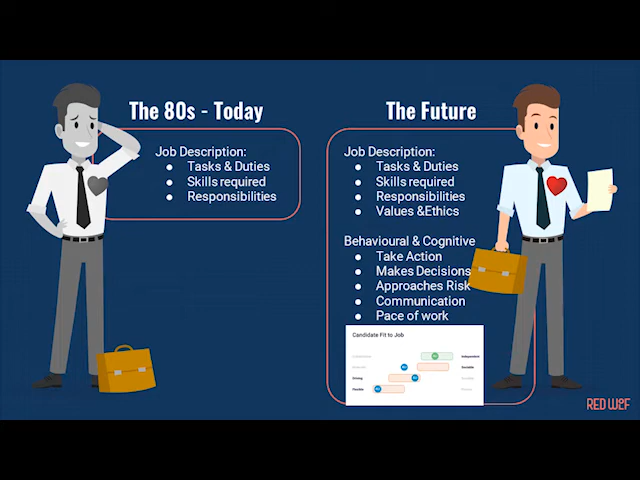 The 80s - Today
Job Description:
● Tasks & Duties
● Skills required
● Responsibilities
The Future
Job Description:
● Tasks & Duties
● Skills required
● Responsibilities
● Values &Ethics
Behavioural & Cognitive
● Take Action
● Makes Decisions
● Approaches Risk
● Communication
● Pace of work
Candidate Fit to Job
Independent
Sociable
Driving
Flexible
RED WOLF